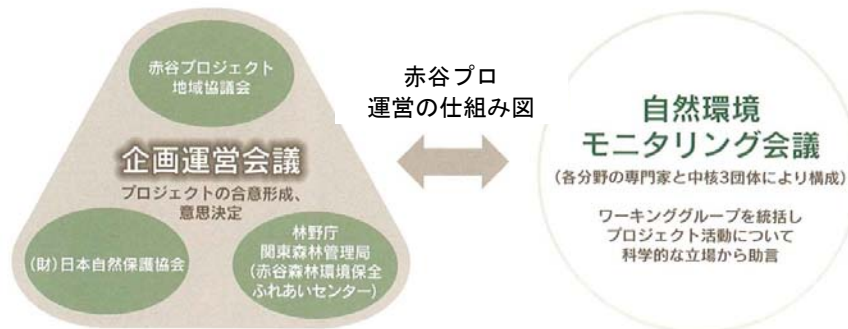 赤谷プロジェクト
地域協議会
企画運営会議
プロジェクトの合意形成、
意思決定
(財)日本自然保護協会
林野庁
関東森林管理局
(赤谷森林環境保全
ふれあいセンター)
赤谷プロ
運営の仕組み図
自然環境
モニタリング会議
(各分野の専門家と中核3団体により構成)
ワーキンググループを統括し
プロジェクト活動について
科学的な立場から助言